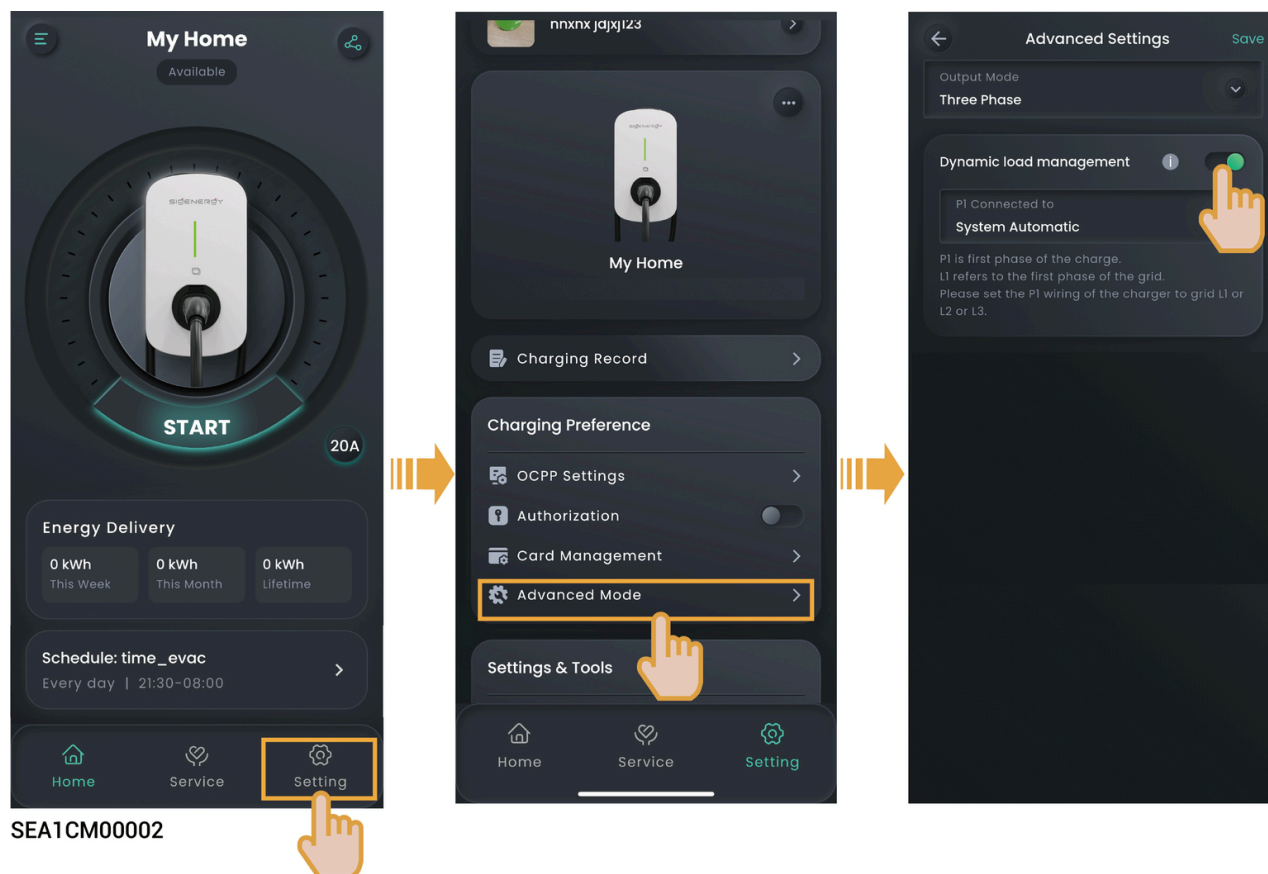 My Home
Available
SIGENERGY
START
20A
Energy Delivery
0 kWh
This Week
0 kWh
This Month
0 kWh
Lifetime
Schedule: time_evac
Every day | 21:30-08:00
Home
Service
Setting
SEA1CM00002
nnxnx jdjxj123
SIGENERGY
My Home
Charging Record
Charging Preference
OCPP Settings
Authorization
Card Management
Advanced Mode
Settings & Tools
Home
Service
Setting
Advanced Settings
Save
Output Mode
Three Phase
Dynamic load management
P1 Connected to
System Automatic
P1 is first phase of the charge.
L1 refers to the first phase of the grid.
Please set the P1 wiring of the charger to grid L1 or
L2 or L3.